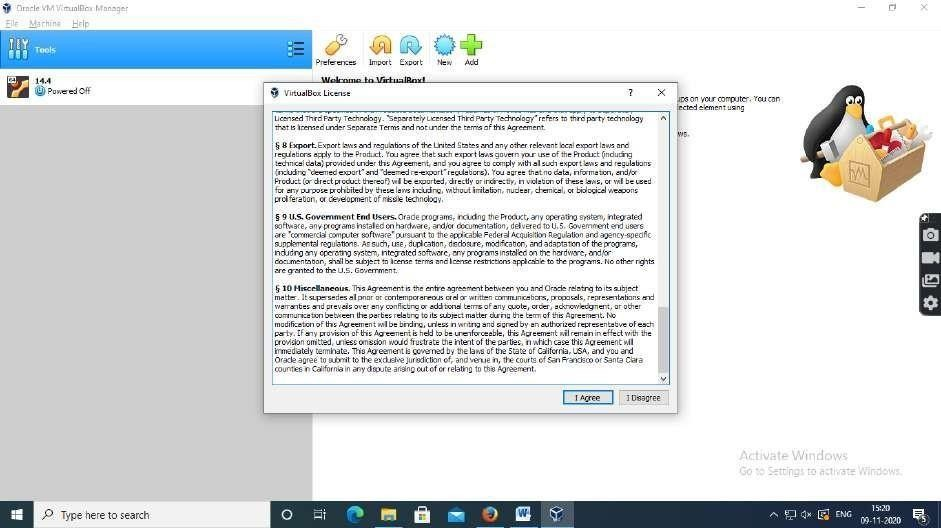 Oracle VM VirtualBox Manager
File Machine Help
Tools
Preferences Import Export New Add
64
14.4
Powered Off
Welcome to VirtualBox!
ups on your computer. You can
ected element using
ws.
VirtualBox License
?
Licensed Third Party Technology. "Separately Licensed Third Party Technology" refers to third party technology
that is licensed under Separate Terms and not under the terms of this Agreement.
§ 8 Export. Export laws and regulations of the United States and any other relevant local export laws and
regulations apply to the Product. You agree that such export laws govern your use of the Product (including
technical data) provided under this Agreement, and you agree to comply with all such export laws and regulations
(including "deemed export" and "deemed re-export" regulations). You agree that no data, information, and/or
Product (or direct product thereof) will be exported, directly or indirectly, in violation of these laws, or will be used
for any purpose prohibited by these laws including, without limitation, nuclear, chemical, or biological weapons
proliferation, or development of missile technology.
§ 9 U.S. Government End Users. Oracle programs, including the Product, any operating system, integrated
software, any programs installed on hardware, and/or documentation, delivered to U.S. Government end users
are "commercial computer software" pursuant to the applicable Federal Acquisition Regulation and agency-specific
supplemental regulations. As such, use, duplication, disclosure, modification, and adaptation of the programs,
including any operating system, integrated software, any programs installed on the hardware, and/or
documentation, shall be subject to license terms and license restrictions applicable to the programs. No other rights
are granted to the U.S. Government.
§ 10 Miscellaneous. This Agreement is the entire agreement between you and Oracle relating to its subject
matter. It supersedes all prior or contemporaneous oral or written communications, proposals, representations and
warranties and prevails over any conflicting or additional terms of any quote, order, acknowledgment, or other
communication between the parties relating to its subject matter during the term of this Agreement. No
modification of this Agreement will be binding, unless in writing and signed by an authorized representative of each
party. If any provision of this Agreement is held to be unenforceable, this Agreement will remain in effect with the
provision omitted, unless omission would frustrate the intent of the parties, in which case this Agreement will
immediately terminate. This Agreement is governed by the laws of the State of California, USA, and you and
Oracle agree to submit to the exclusive jurisdiction of, and venue in, the courts of San Francisco or Santa Clara
counties in California in any dispute arising out of or relating to this Agreement.
I Agree I Disagree
Activate Windows
Go to Settings to activate Windows.
Type here to search
ENG
15:20
09-11-2020
5